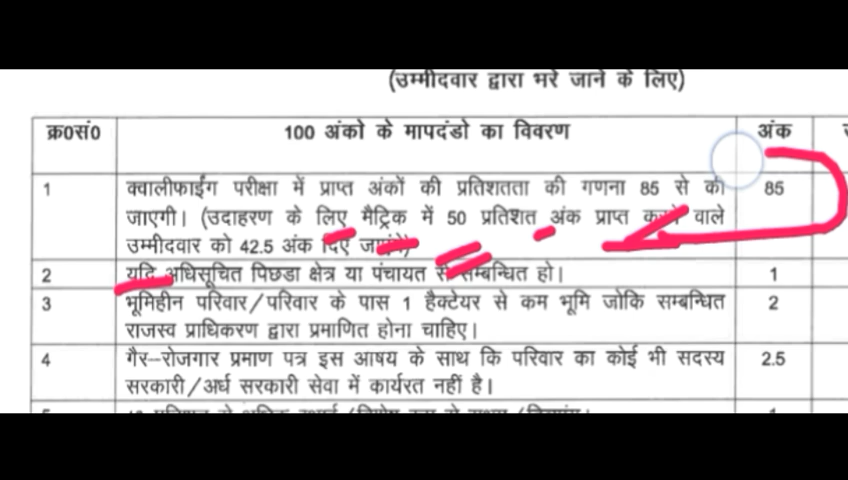 (उम्मीदवार द्वारा भरे जाने के लिए)
क्र0सं0 100 अंको के मापदंडो का विवरण अंक
1 क्वालीफाईंग परीक्षा में प्राप्त अंकों की प्रतिशतता की गणना 85 से की 85
जाएगी। (उदाहरण के लिए मैट्रिक में 50 प्रतिशत अंक प्राप्त करने वाले
उम्मीदवार को 42.5 अंक दिए जाएंगे)
2 यदि अधिसूचित पिछडा क्षेत्र या पंचायत से सम्बन्धित हो। 1
3 भूमिहीन परिवार/परिवार के पास 1 हैक्टेयर से कम भूमि जोकि सम्बन्धित 2
राजस्व प्राधिकरण द्वारा प्रमाणित होना चाहिए।
4 गैर–रोजगार प्रमाण पत्र इस आषय के साथ कि परिवार का कोई भी सदस्य 2.5
सरकारी/अर्ध सरकारी सेवा में कार्यरत नहीं है।